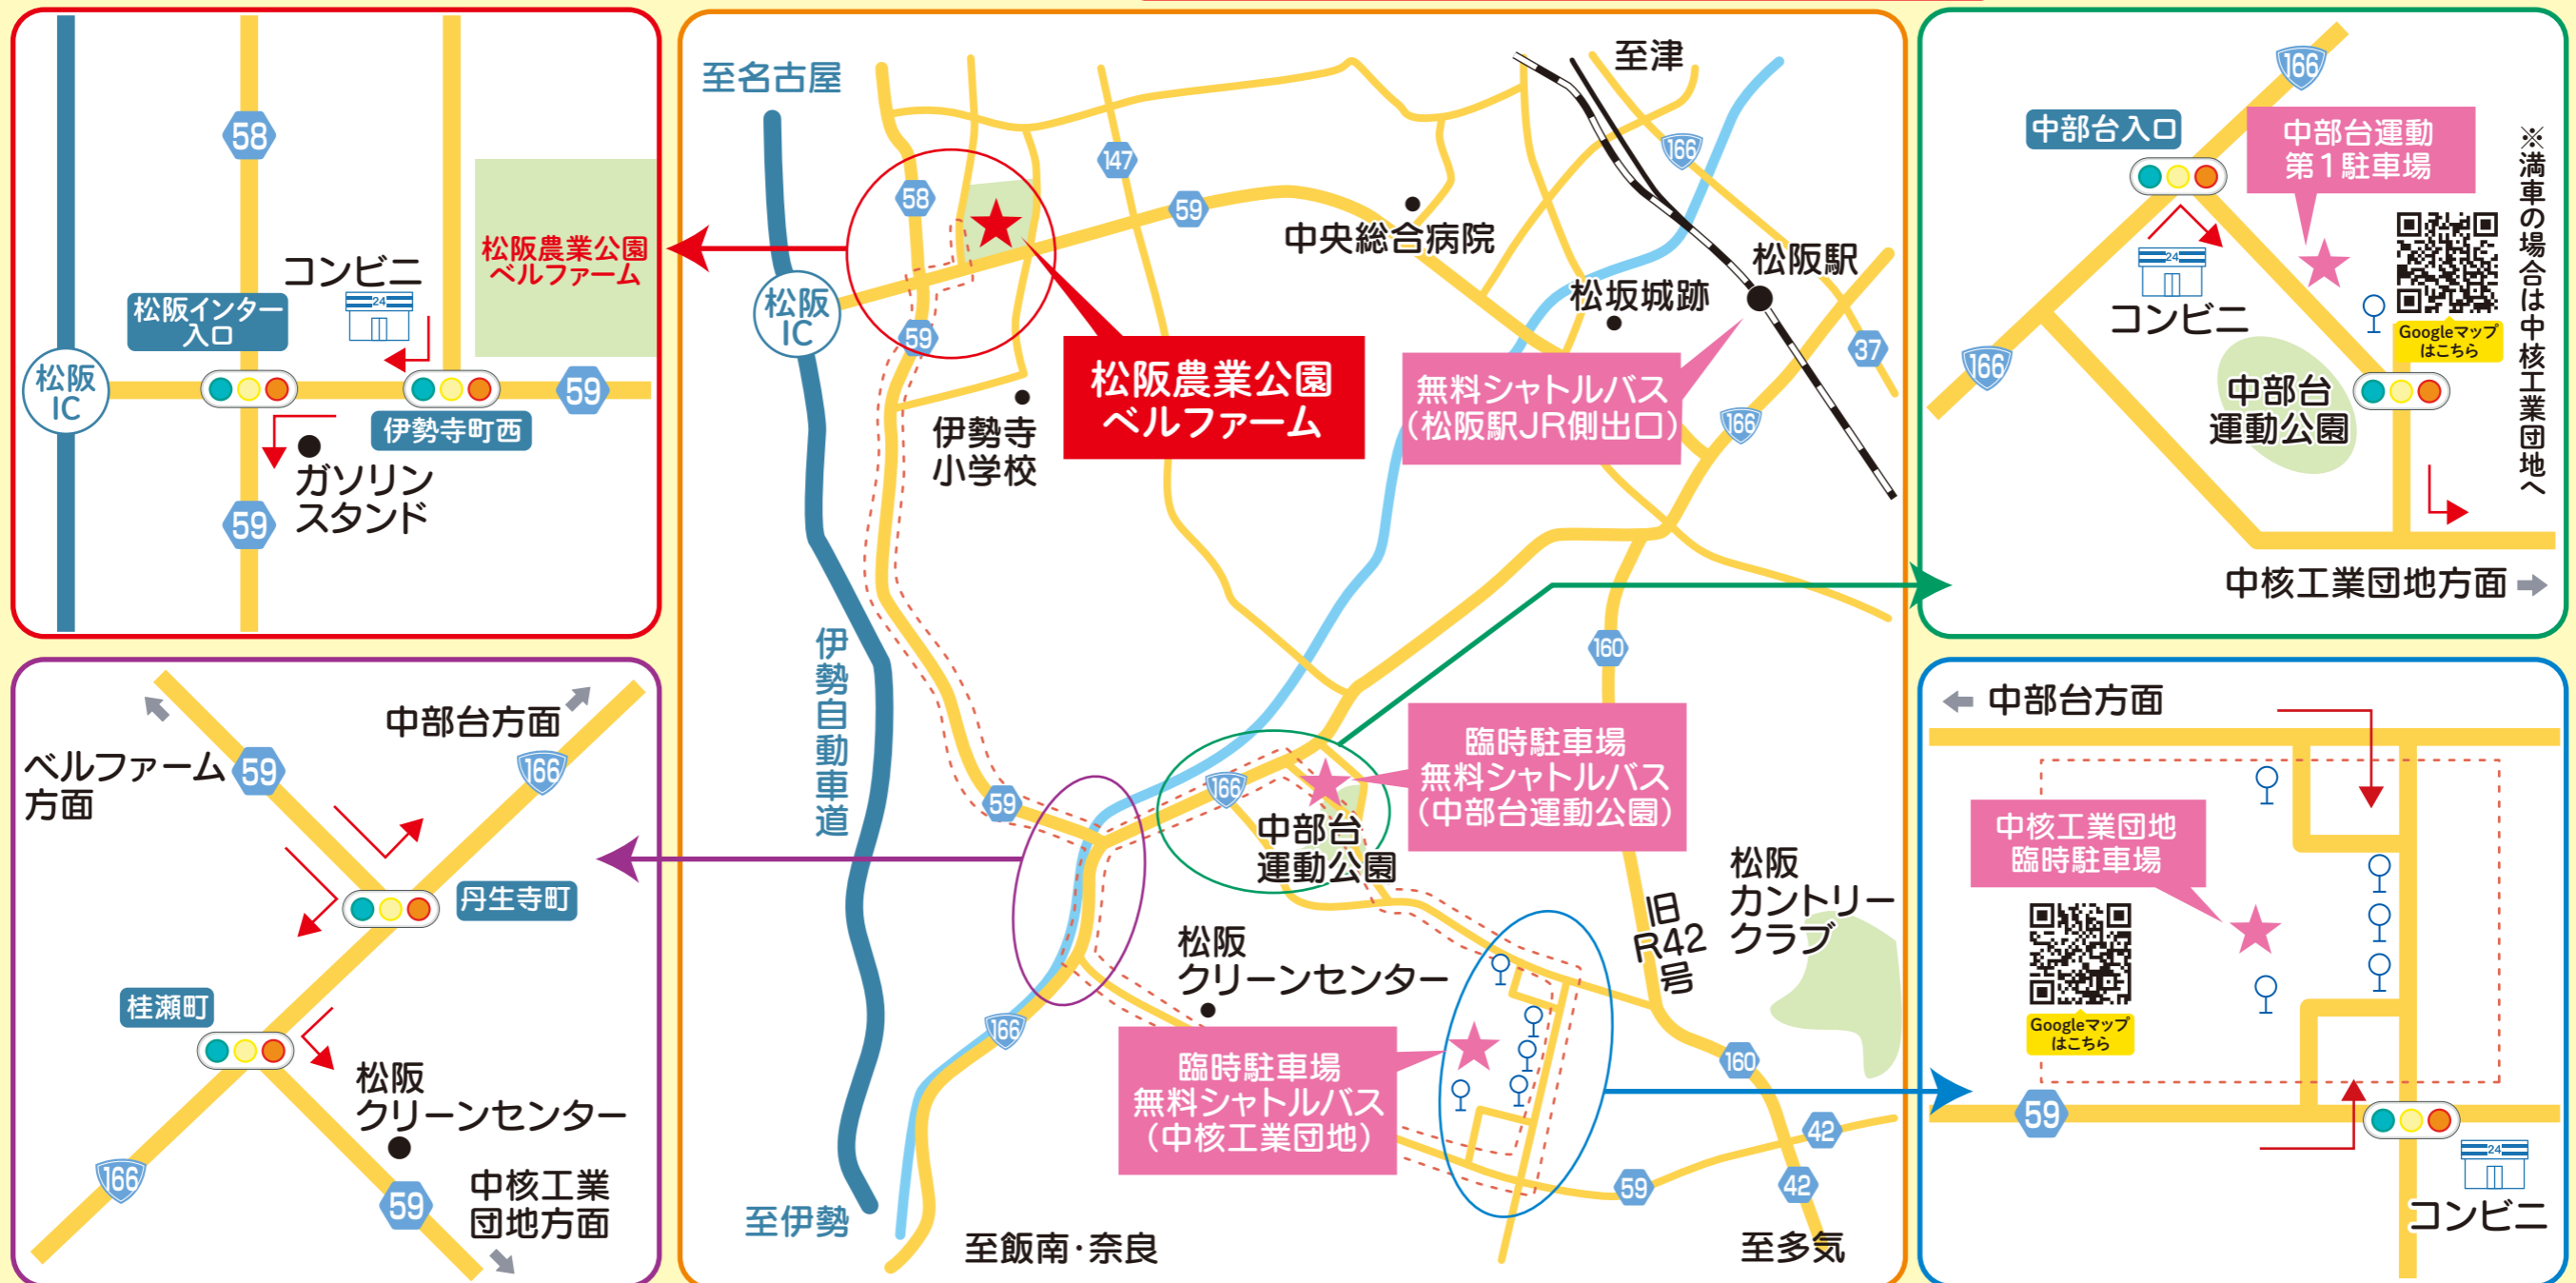 58
松阪農業公園
ベルファーム
コンビニ
24
松阪インター
入口
松阪
IC
59
伊勢寺町西
ガソリン
スタンド
59
中部台方面
ベルファーム
方面
59
166
丹生寺町
桂瀬町
松阪
クリーンセンター
166
59
中核工業
団地方面
至名古屋
至津
147
166
58
59
中央総合病院
松阪駅
松阪
IC
松坂城跡
59
37
松阪農業公園
ベルファーム
無料シャトルバス
(松阪駅JR側出口)
166
伊勢寺
小学校
伊勢自動車道
160
臨時駐車場
無料シャトルバス
(中部台運動公園)
166
59
中部台
運動公園
松阪
カントリー
クラブ
旧
R42
号
松阪
クリーンセンター
166
臨時駐車場
無料シャトルバス
(中核工業団地)
160
42
59
42
至伊勢
至飯南・奈良
至多気
166
中部台入口
中部台運動
第1駐車場
※満車の場合は中核工業団地へ
24
コンビニ
Googleマップ
はこちら
166
中部台
運動公園
中核工業団地方面
中部台方面
中核工業団地
臨時駐車場
Googleマップ
はこちら
59
24
コンビニ